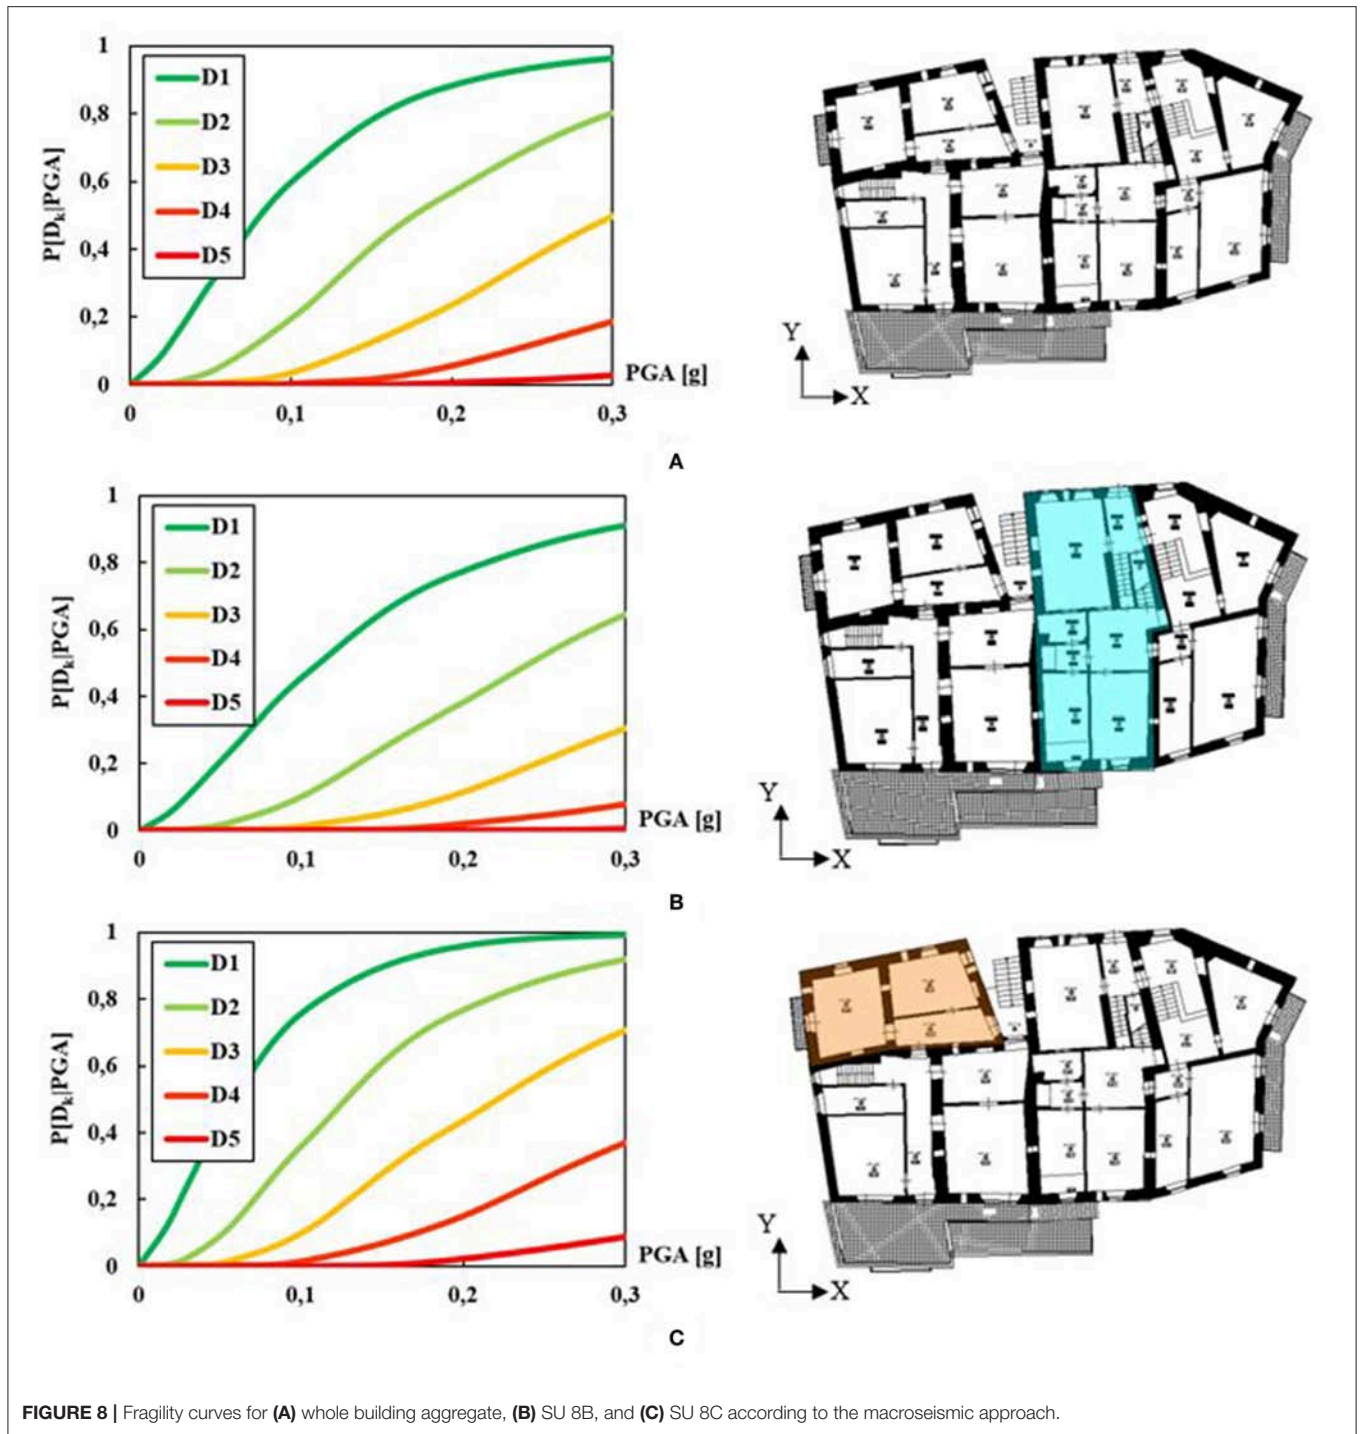 1
0,8
0,6
0,4
0,2
0
P[Dk|PGA]
D1
D2
D3
D4
D5
0
0,1
0,2
0,3
PGA [g]
Y
X
A
1
0,8
0,6
0,4
0,2
0
P[Dk|PGA]
D1
D2
D3
D4
D5
0
0,1
0,2
0,3
PGA [g]
Y
X
B
1
0,8
0,6
0,4
0,2
0
P[Dk|PGA]
D1
D2
D3
D4
D5
0
0,1
0,2
0,3
PGA [g]
Y
X
C
FIGURE 8 | Fragility curves for (A) whole building aggregate, (B) SU 8B, and (C) SU 8C according to the macroseismic approach.